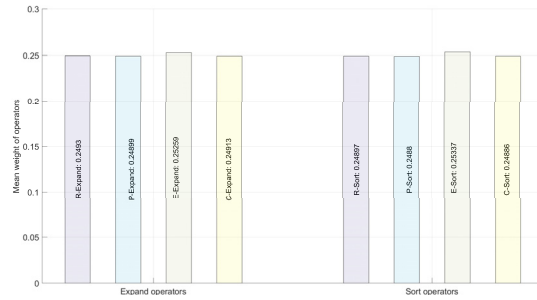 0.3
0.25
0.2
0.15
0.1
0.05
0
Mean weight of operators
R-Expand: 0.2493
P-Expand: 0.24899
E-Expand: 0.25259
C-Expand: 0.24913
R-Sort: 0.24897
P-Sort: 0.2488
E-Sort: 0.25337
C-Sort: 0.24886
Expand operators
Sort operators